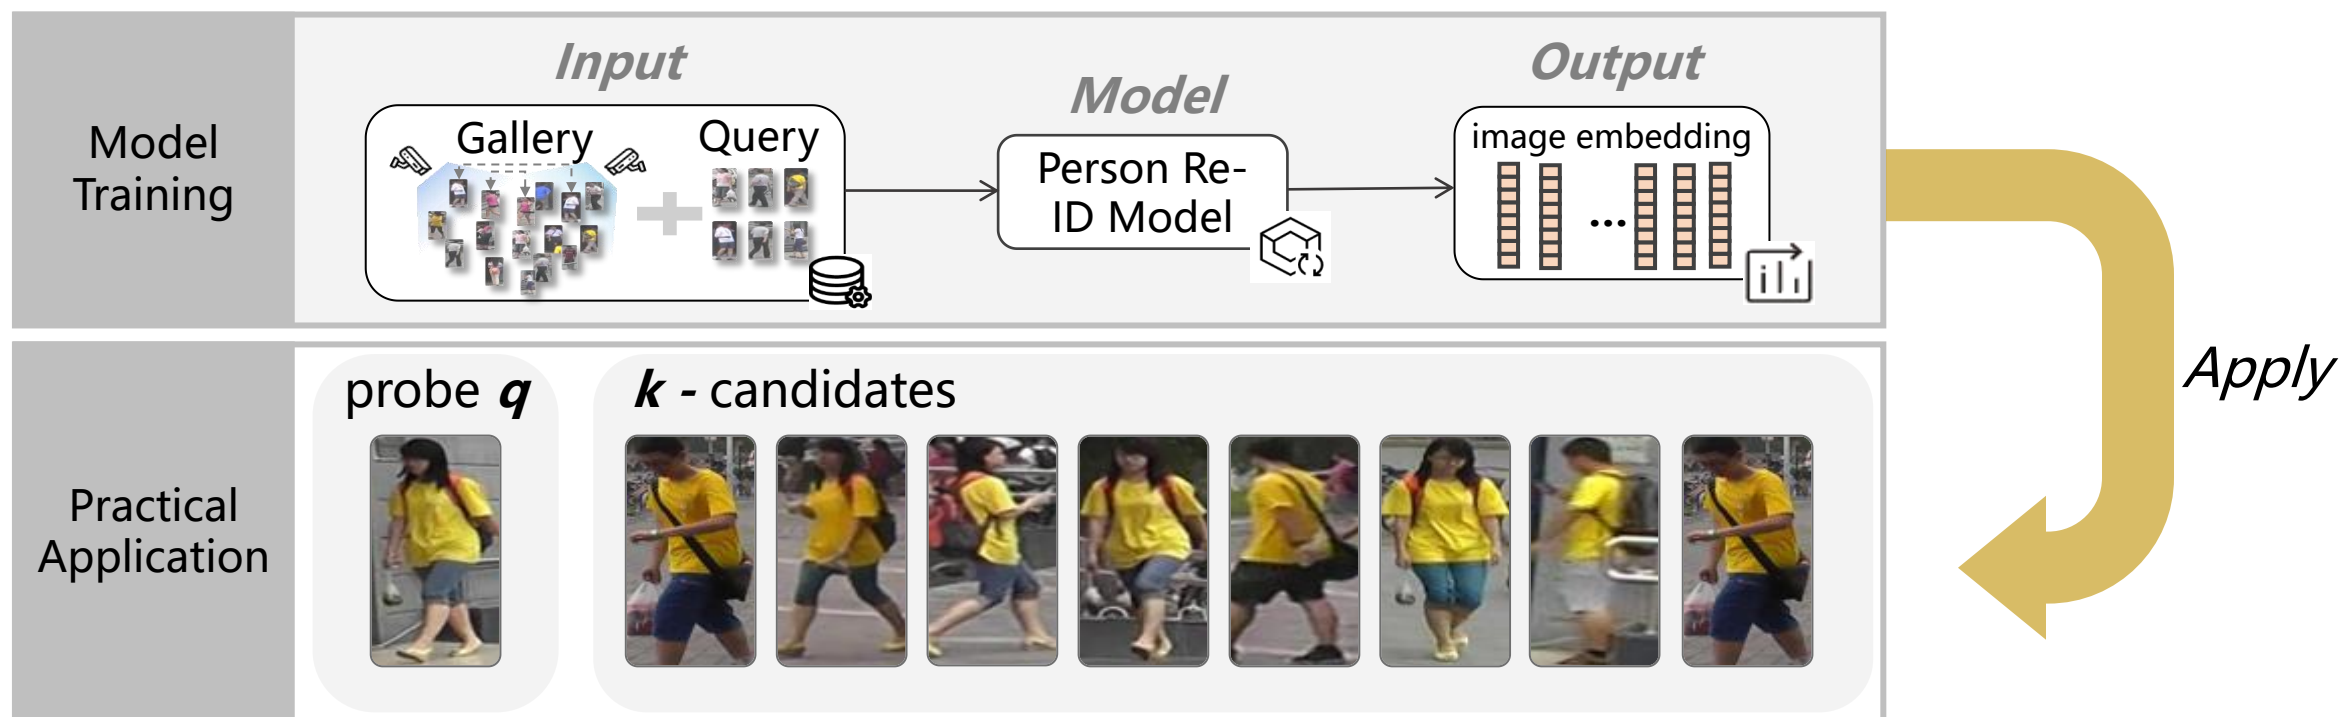 Model
Training
Input
Gallery
Query
Model
Person Re-
ID Model
Output
image embedding
...
Apply
Practical
Application
probe q
k - candidates